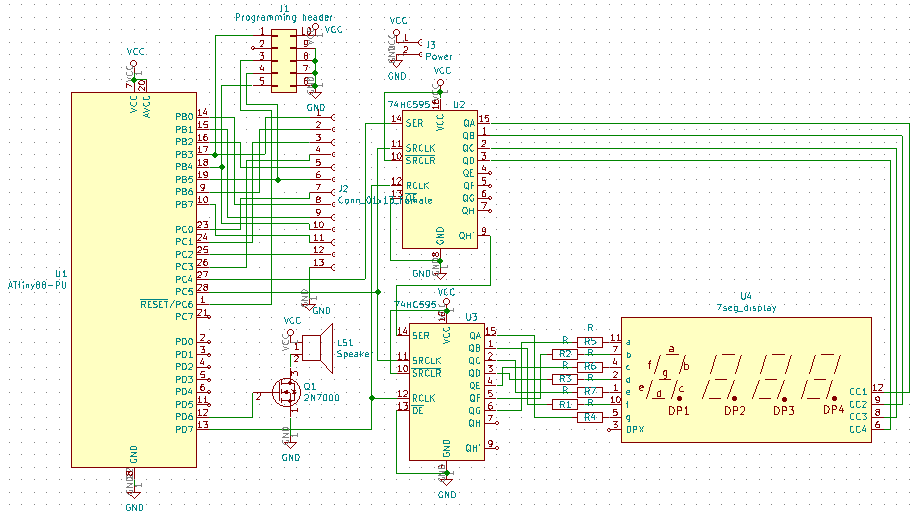 J1
Programming header
VCC
1
2
3
4
5
10
9
8
7
6
GND
VCC
J3
Power
1
2
GND
VCC
VCC
7
20
VCC
AVCC
U1
ATtiny88-PU
PB0 14
PB1 15
PB2 16
PB3 17
PB4 18
PB5 19
PB6 9
PB7 10
PC0 23
PC1 24
PC2 25
PC3 26
PC4 27
PC5 28
RESET/PC6 1
PC7 21
PD0 2
PD1 3
PD2 4
PD3 5
PD4 6
PD5 11
PD6 12
PD7 13
GND
8
GND
1
2
3
4
5
6
7
8
9
10
11
12
13
J2
Conn_01x13_Female
GND
VCC
LS1
Speaker
1
2
Q1
2N7000
3
2
1
GND
VCC
74HC595
U2
16
VCC
14 SER
11 SRCLK
10 SRCLR
12 RCLK
13 OE
QA 15
QB 1
QC 2
QD 3
QE 4
QF 5
QG 6
QH 7
QH' 9
GND
8
GND
VCC
74HC595
U3
16
VCC
14 SER
11 SRCLK
10 SRCLR
12 RCLK
13 OE
QA 15
QB 1
QC 2
QD 3
QE 4
QF 5
QG 6
QH 7
QH' 9
GND
8
GND
R
R R5
R2 R
R R6
R3 R
R R7
R1 R
R R4
U4
7seg_display
11 a
7 b
4 c
2 d
1 e
10 f
5 g
3 DPX
a
f b
g
e c
d
DP1
DP2
DP3
DP4
CC1 12
CC2 9
CC3 8
CC4 6